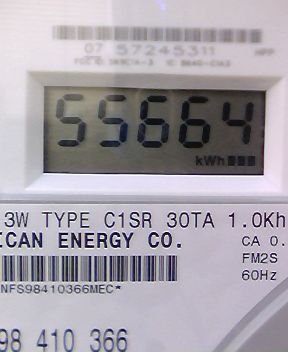 07 57245311
55664
kWh
3W TYPE C1SR 30TA 1.0Kh
ICAN ENERGY CO.
CA 0.
FM2S
60Hz
NFS98410366MEC*
98 410 366